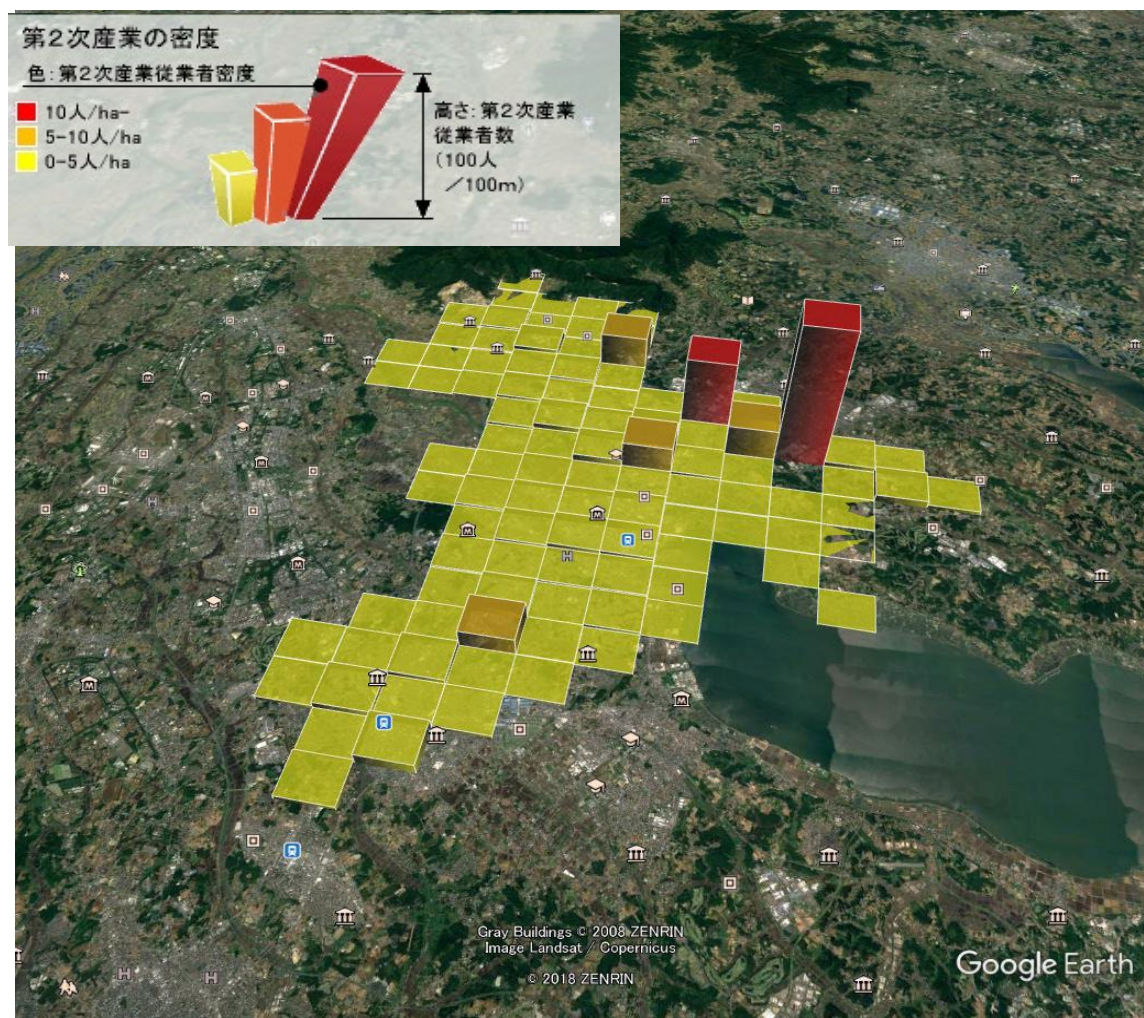 第2次産業の密度
色:第2次産業従業者密度
10人/ha-
5-10人/ha
0-5人/ha
高さ:第2次産業
従業者数
(100人
/100m)
Gray Buildings © 2008 ZENRIN
Image Landsat / Copernicus
© 2018 ZENRIN
Google Earth